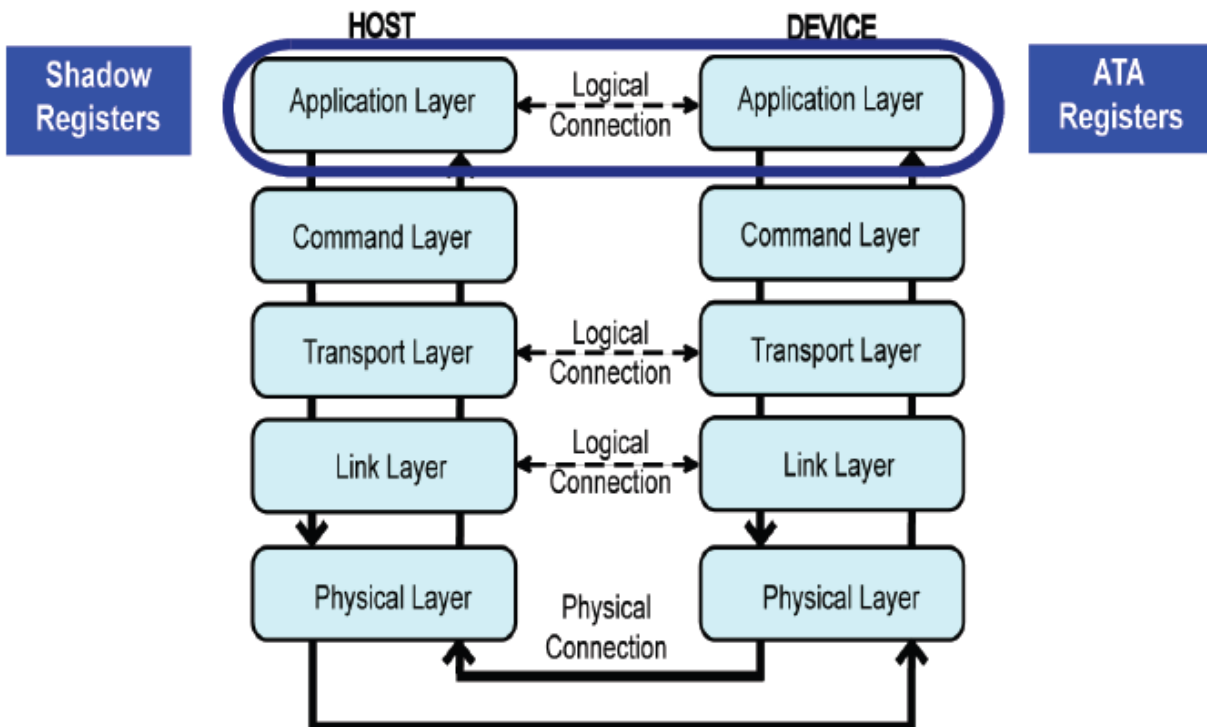 HOST
DEVICE
Shadow
Registers
Application Layer
Logical
Connection
Application Layer
ATA
Registers
Command Layer
Command Layer
Transport Layer
Logical
Connection
Transport Layer
Link Layer
Logical
Connection
Link Layer
Physical Layer
Physical
Connection
Physical Layer